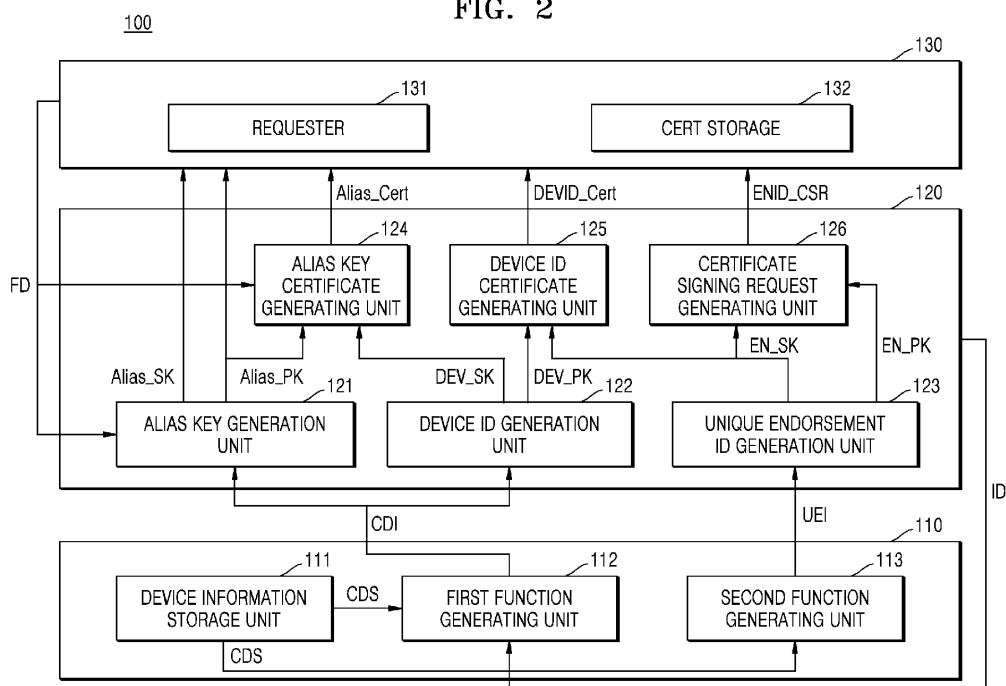 FIG. 2
100
130
131
132
REQUESTER
CERT STORAGE
Alias_Cert
DEVID_Cert
ENID_CSR
120
124
125
126
ALIAS KEY
CERTIFICATE
GENERATING UNIT
DEVICE ID
CERTIFICATE
GENERATING UNIT
CERTIFICATE
SIGNING REQUEST
GENERATING UNIT
FD
Alias_SK
Alias_PK
DEV_SK
DEV_PK
EN_SK
EN_PK
121
122
123
ALIAS KEY GENERATION
UNIT
DEVICE ID GENERATION
UNIT
UNIQUE ENDORSEMENT
ID GENERATION UNIT
ID
CDI
UEI
110
111
112
113
DEVICE INFORMATION
STORAGE UNIT
CDS
FIRST FUNCTION
GENERATING UNIT
SECOND FUNCTION
GENERATING UNIT
CDS